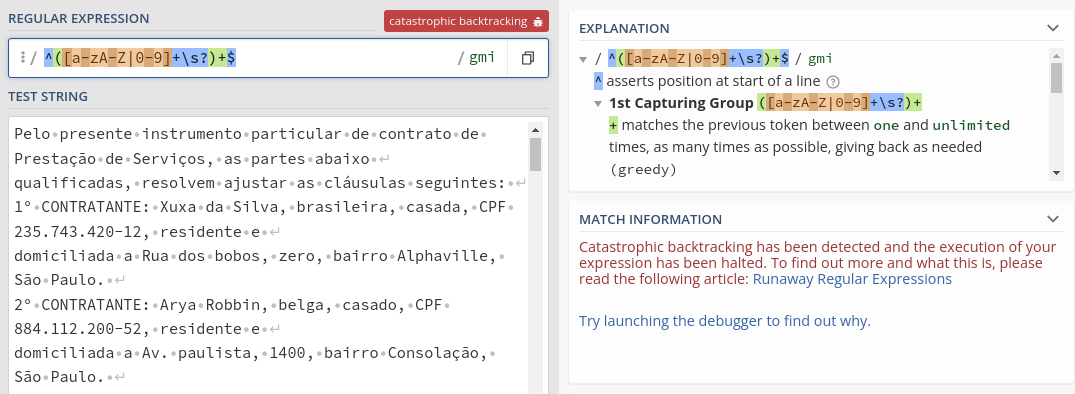 REGULAR EXPRESSION
catastrophic backtracking
/ ^([a-zA-Z|0-9]+\s?)+$ / gmi
TEST STRING
Pelo·presente·instrumento·particular·de·contrato·de·
Prestação·de·Serviços,·as·partes·abaixo·↵
qualificadas,·resolvem·ajustar·as·cláusulas·seguintes:·↵
1º·CONTRATANTE:·Xuxa·da·Silva,·brasileira,·casada,·CPF·
235.743.420-12,·residente·e·↵
domiciliada·a·Rua·dos·bobos,·zero,·bairro·Alphaville,·
São·Paulo.·↵
2º·CONTRATANTE:·Arya·Robbin,·belga,·casado,·CPF·
884.112.200-52,·residente·e·↵
domiciliada·a·Av.·paulista,·1400,·bairro·Consolação,·
São·Paulo.·↵
EXPLANATION
/ ^([a-zA-Z|0-9]+\s?)+$ / gmi
^ asserts position at start of a line ?
1st Capturing Group ([a-zA-Z|0-9]+\s?)+
+ matches the previous token between one and unlimited
times, as many times as possible, giving back as needed
(greedy)
MATCH INFORMATION
Catastrophic backtracking has been detected and the execution of your
expression has been halted. To find out more and what this is, please
read the following article: Runaway Regular Expressions
Try launching the debugger to find out why.